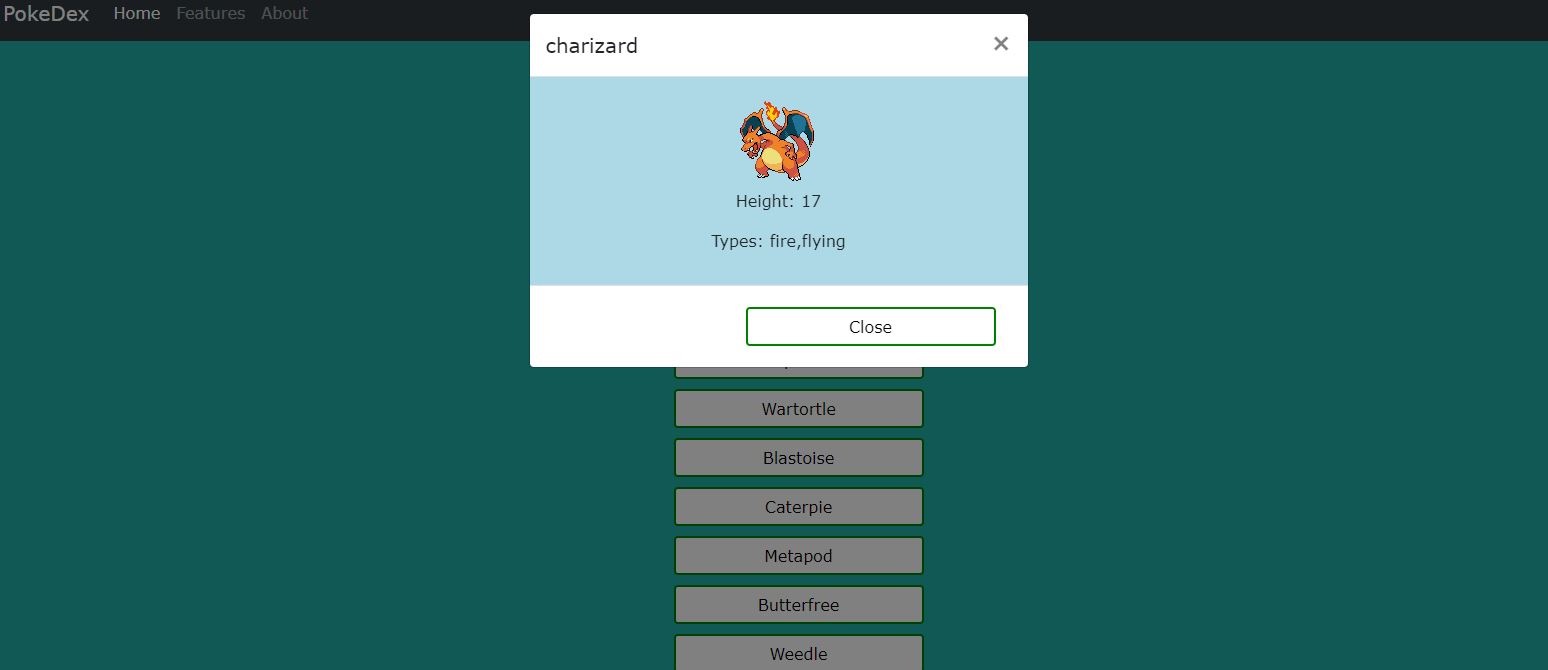 PokeDex Home Features About
charizard ×
Height: 17
Types: fire,flying
Close
Wartortle
Blastoise
Caterpie
Metapod
Butterfree
Weedle